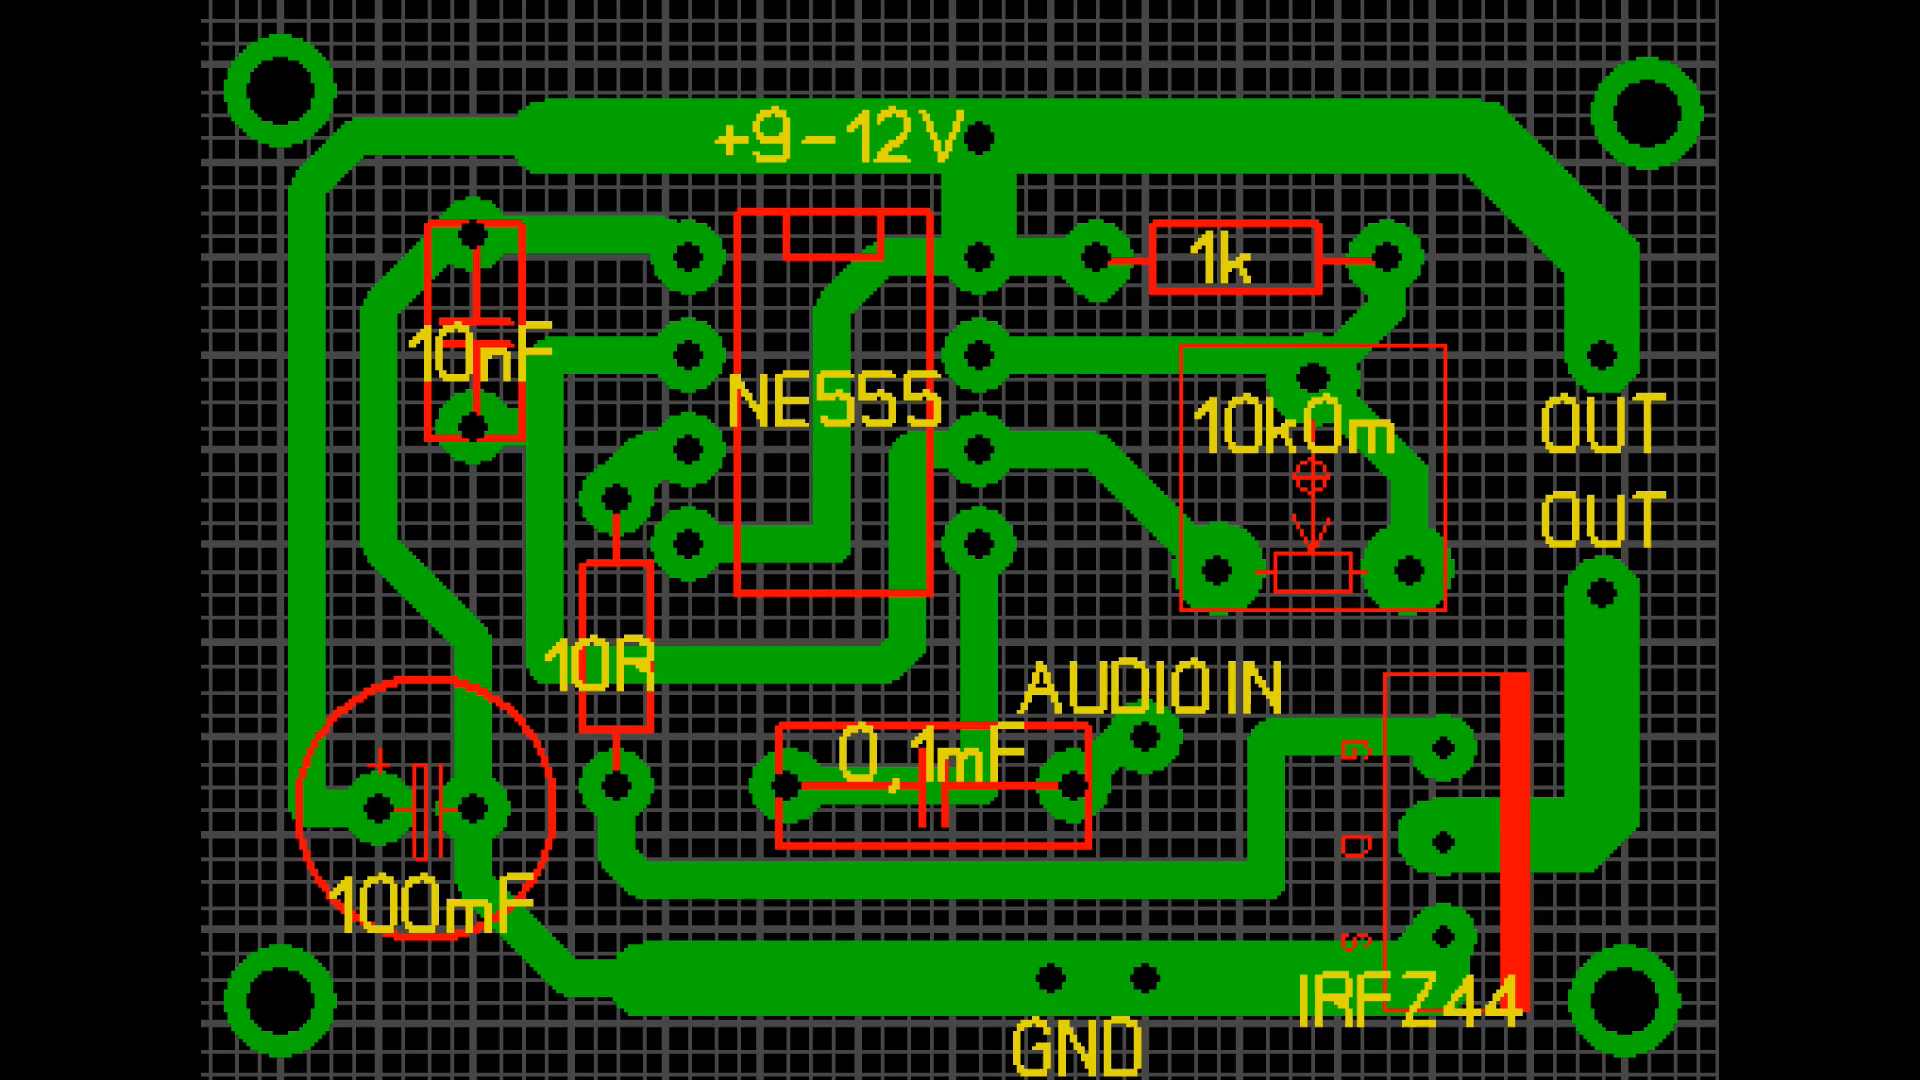 +9-12V
1k
10nF
NE555
10kOm
OUT
OUT
10R
AUDIO IN
0,1mF
G
+
D
100mF
S
IRFZ44
GND